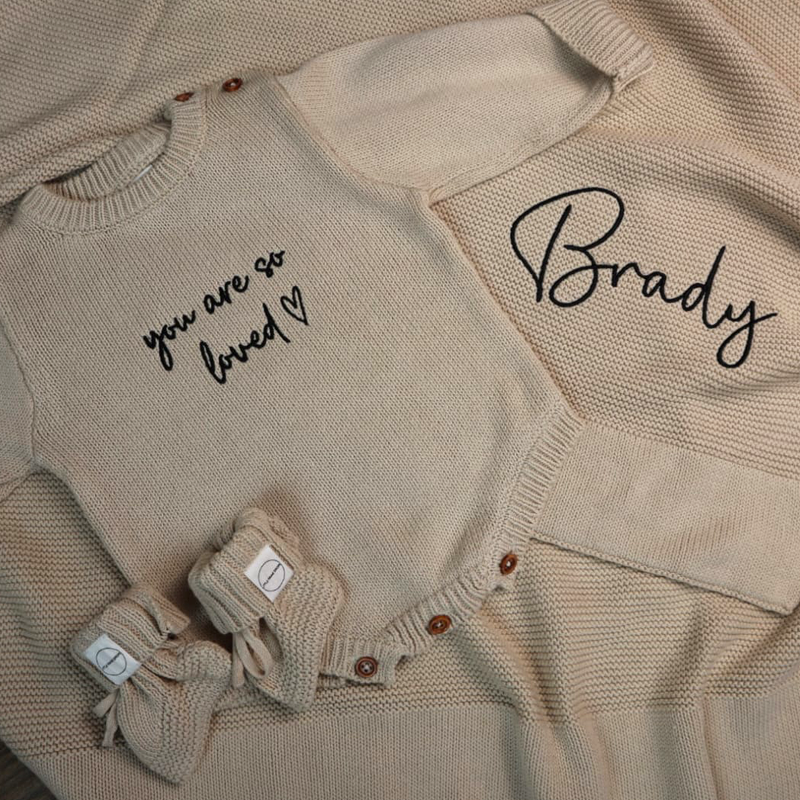 you are so
loved ♡
Brady